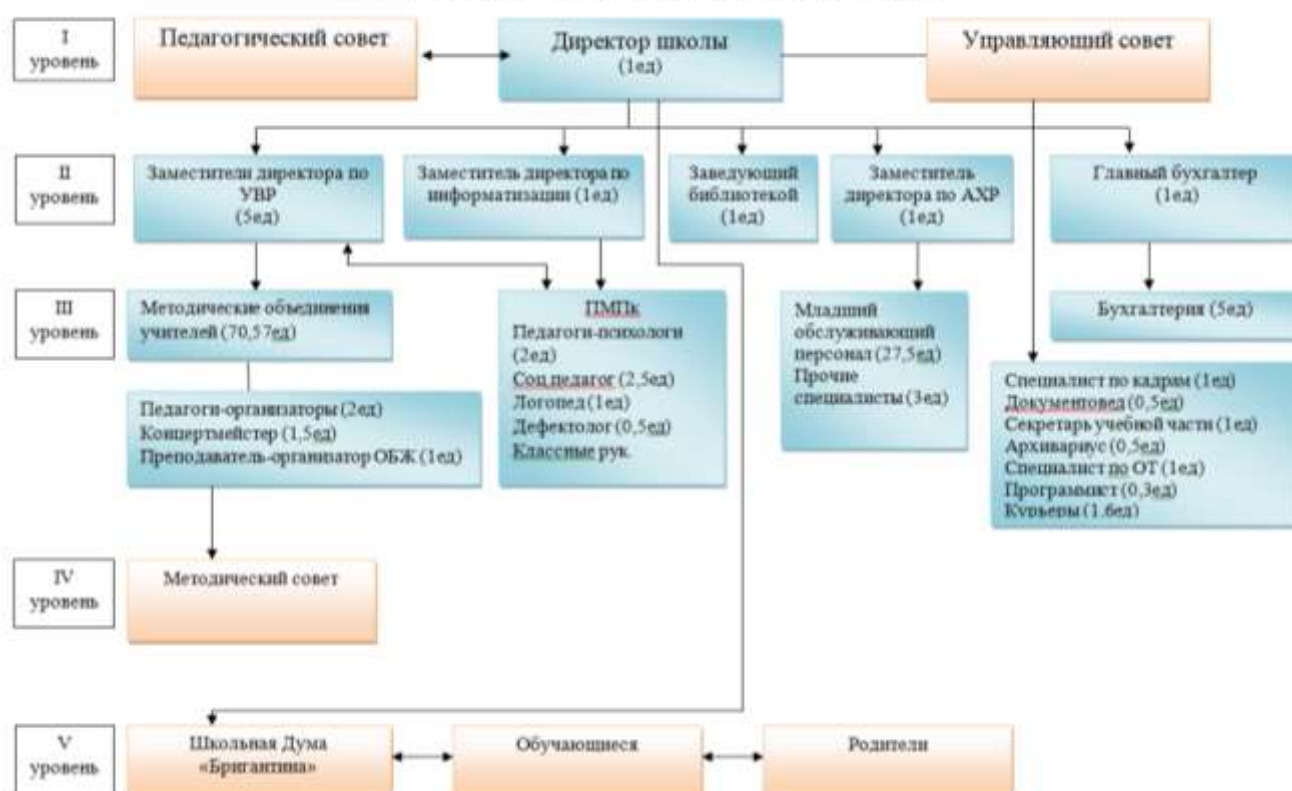 I
уровень
Педагогический совет
Директор школы
(1ед)
Управляющий совет
II
уровень
Заместители директора по
УВР
(5ед)
Заместитель директора по
информатизации (1ед)
Заведующий
библиотекой
(1ед)
Заместитель
директора по АХР
(1ед)
Главный бухгалтер
(1ед)
III
уровень
Методические объединения
учителей (70,57ед)
Педагоги-организаторы (2ед)
Концертмейстер (1,5ед)
Преподаватель-организатор ОБЖ (1ед)
ПМПк
Педагоги-психологи
(2ед)
Соц.педагог (2,5ед)
Логопед (1ед)
Дефектолог (0,5ед)
Классные рук.
Младший
обслуживающий
персонал (27,5ед)
Прочие
специалисты (3ед)
Бухгалтерия (5ед)
Специалист по кадрам (1ед)
Документовед (0,5ед)
Секретарь учебной части (1ед)
Архивариус (0,5ед)
Специалист по ОТ (1ед)
Программист (0,3ед)
Курьеры (1,6ед)
IV
уровень
Методический совет
V
уровень
Школьная Дума
«Бригантина»
Обучающиеся
Родители